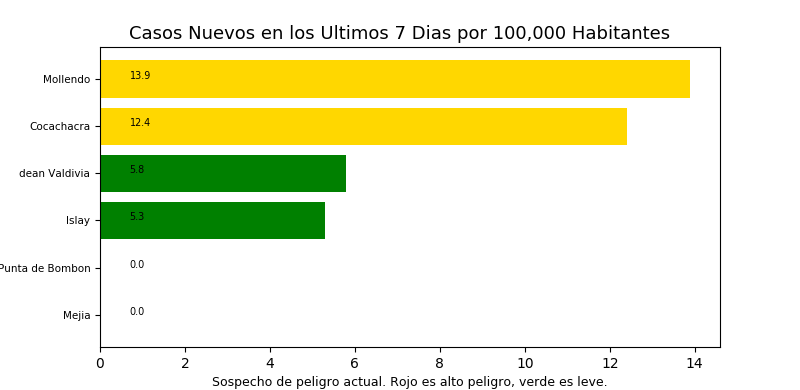 Casos Nuevos en los Ultimos 7 Dias por 100,000 Habitantes
Mollendo 13.9
Cocachacra 12.4
dean Valdivia 5.8
Islay 5.3
Punta de Bombon 0.0
Mejia 0.0
0 2 4 6 8 10 12 14
Sospecho de peligro actual. Rojo es alto peligro, verde es leve.